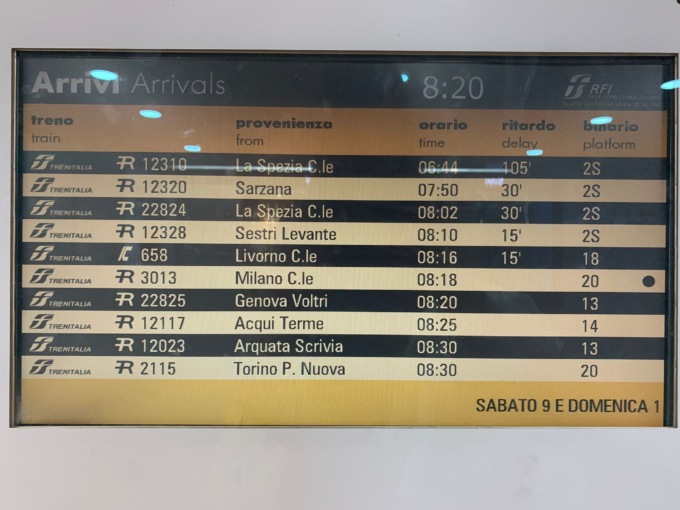 Arrivi Arrivals 8:20 RFI
treno provenienza orario ritardo binario
train from time delay platform
TRENITALIA R 12310 La Spezia C.le 06:44 105' 2S
TRENITALIA R 12320 Sarzana 07:50 30' 2S
TRENITALIA R 22824 La Spezia C.le 08:02 30' 2S
TRENITALIA R 12328 Sestri Levante 08:10 15' 2S
TRENITALIA IC 658 Livorno C.le 08:16 15' 18
TRENITALIA R 3013 Milano C.le 08:18 20
TRENITALIA R 22825 Genova Voltri 08:20 13
TRENITALIA R 12117 Acqui Terme 08:25 14
TRENITALIA R 12023 Arquata Scrivia 08:30 13
TRENITALIA R 2115 Torino P. Nuova 08:30 20
SABATO 9 E DOMENICA 1